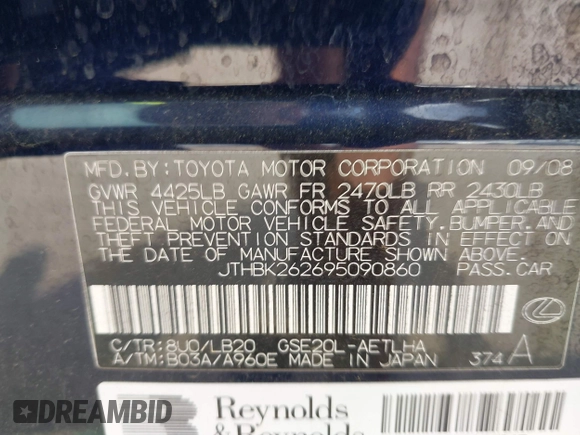 MFD.BY:TOYOTA MOTOR CORPORATION 09/08
GVWR 4425LB GAWR FR 2470LB RR 2430LB
THIS VEHICLE CONFORMS TO ALL APPLICABLE
FEDERAL MOTOR VEHICLE SAFETY,BUMPER,AND
THEFT PREVENTION STANDARDS IN EFFECT ON
THE DATE OF MANUFACTURE SHOWN ABOVE.
JTHBK262695090860 PASS.CAR
C/TR:8U0/LB20 GSE20L-AETLHA
A/TM:B03A/A960E MADE IN JAPAN 374A
Reynolds
& Reynolds
DREAMBID